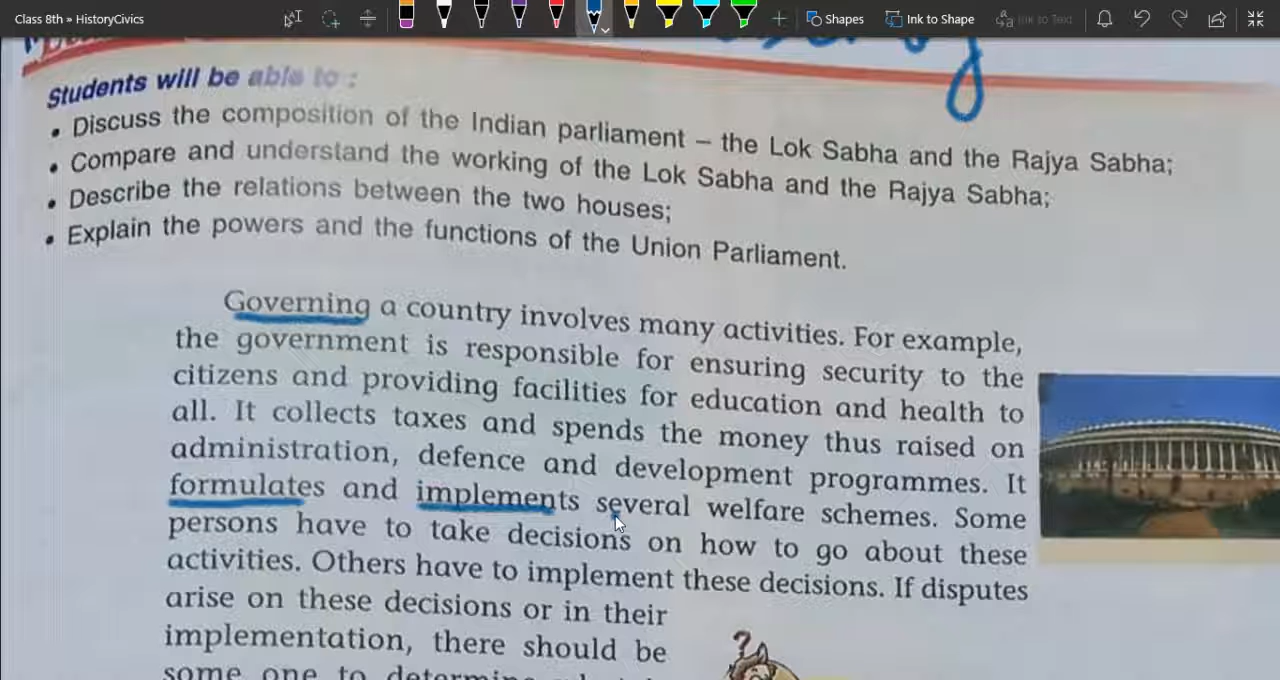 Class 8th » HistoryCivics
Shapes
Ink to Shape
Ink to Text
Students will be able to :
• Discuss the composition of the Indian parliament – the Lok Sabha and the Rajya Sabha;
• Compare and understand the working of the Lok Sabha and the Rajya Sabha;
• Describe the relations between the two houses;
• Explain the powers and the functions of the Union Parliament.
Governing a country involves many activities. For example,
the government is responsible for ensuring security to the
citizens and providing facilities for education and health to
all. It collects taxes and spends the money thus raised on
administration, defence and development programmes. It
formulates and implements several welfare schemes. Some
persons have to take decisions on how to go about these
activities. Others have to implement these decisions. If disputes
arise on these decisions or in their
implementation, there should be
some one to
?